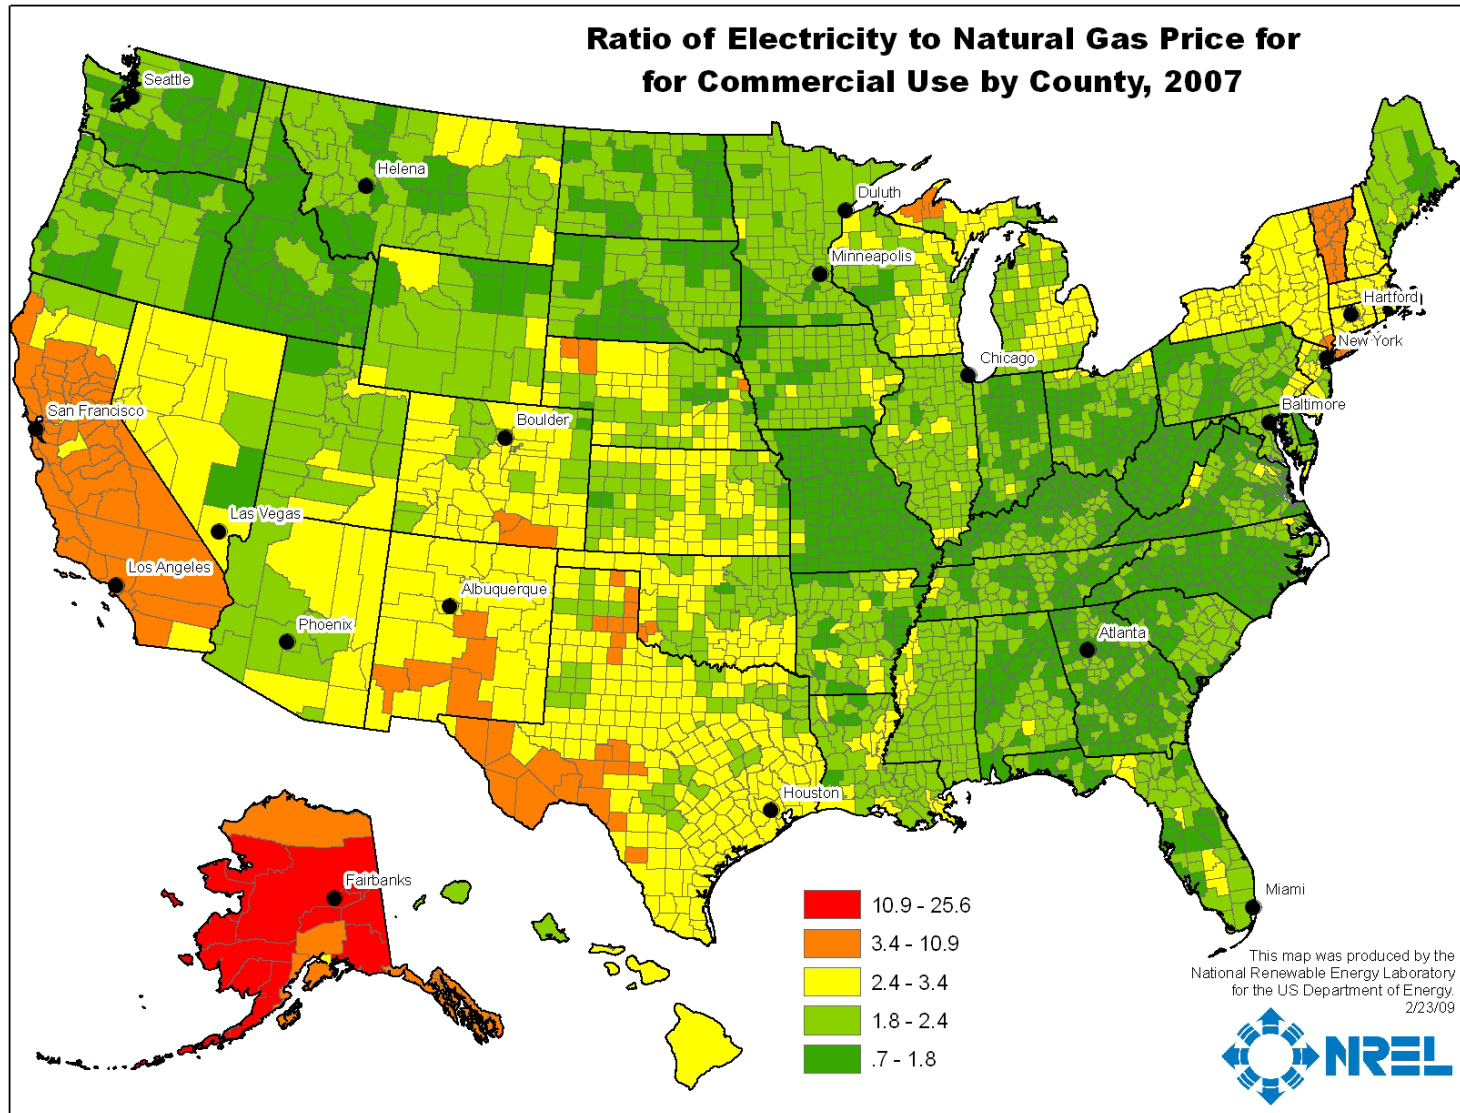 Ratio of Electricity to Natural Gas Price for
for Commercial Use by County, 2007
Seattle
Helena
Duluth
Minneapolis
Hartford
New York
Chicago
Baltimore
San Francisco
Boulder
Las Vegas
Los Angeles
Albuquerque
Phoenix
Atlanta
Houston
Fairbanks
Miami
10.9 - 25.6
3.4 - 10.9
2.4 - 3.4
1.8 - 2.4
.7 - 1.8
This map was produced by the
National Renewable Energy Laboratory
for the US Department of Energy.
2/23/09
NREL